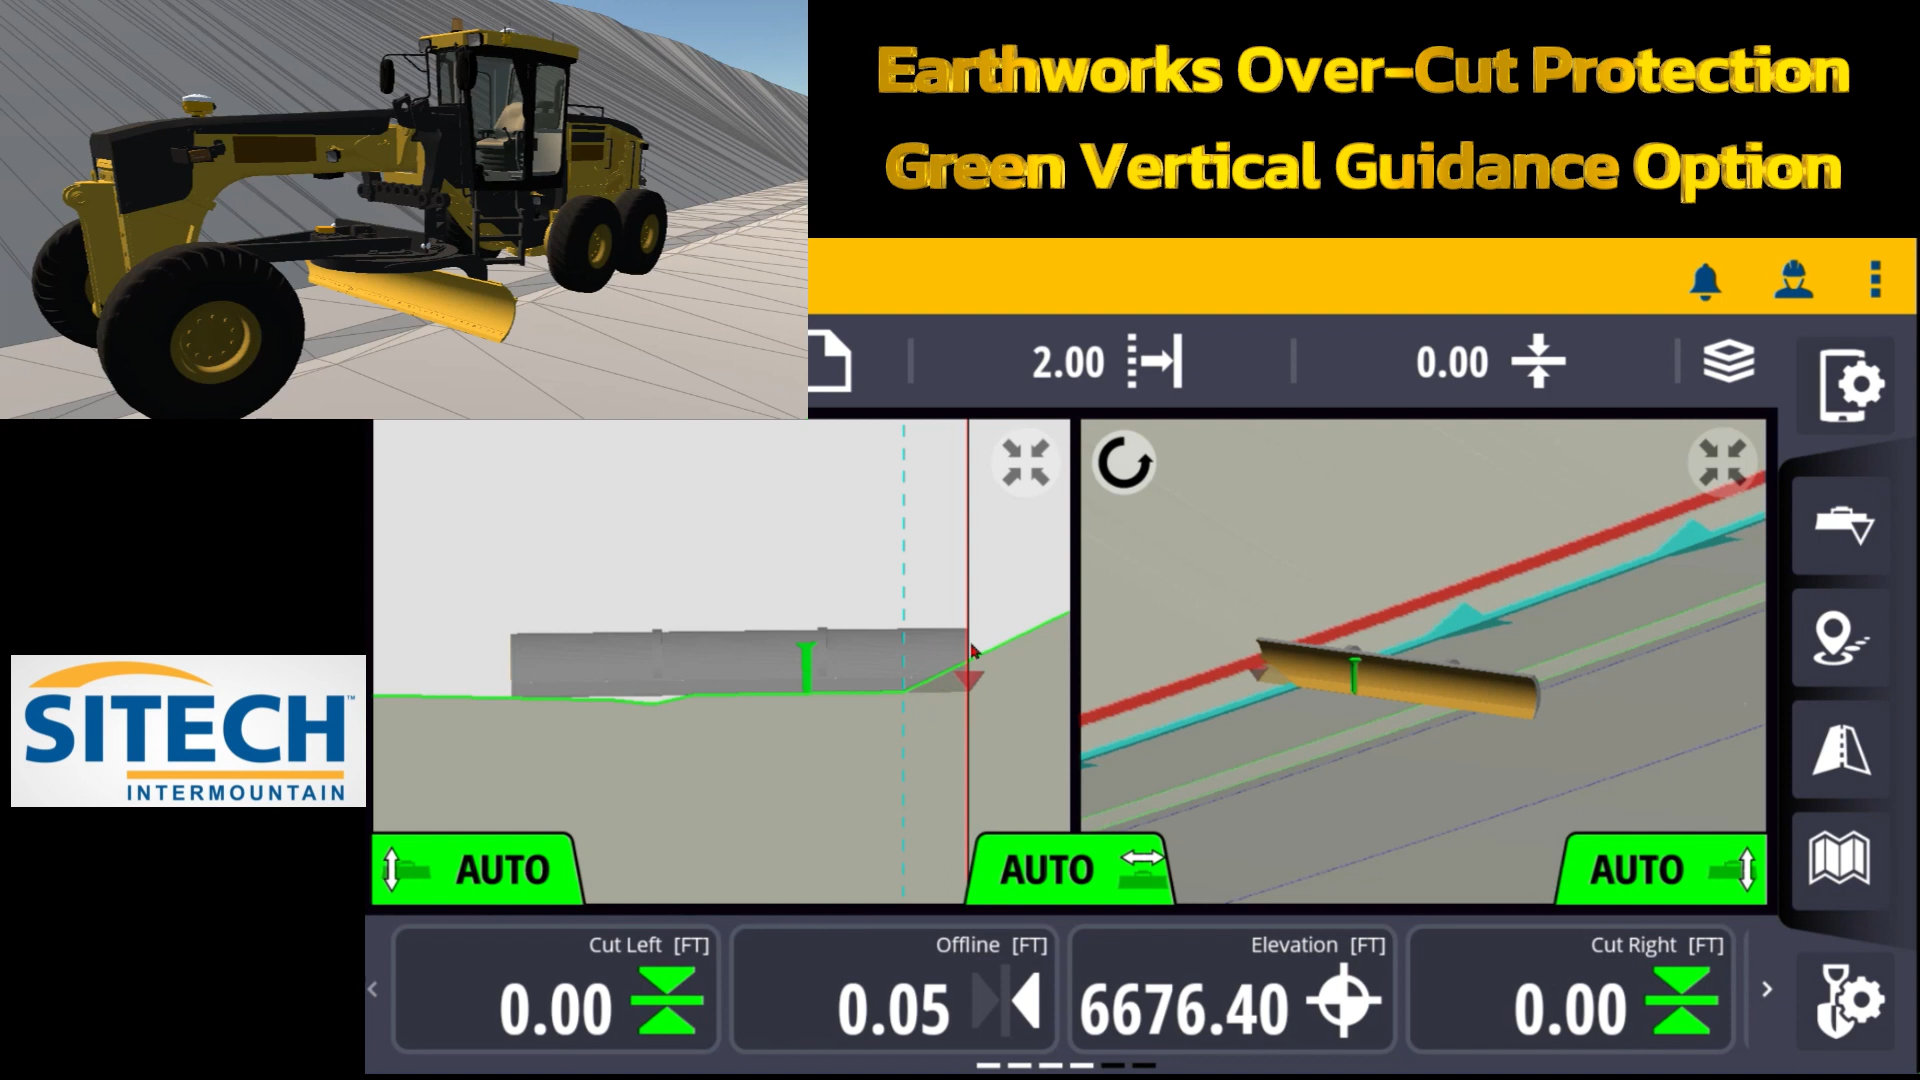 Earthworks Over-Cut Protection
Green Vertical Guidance Option
2.00
0.00
SITECH™
INTERMOUNTAIN
AUTO
AUTO
AUTO
Cut Left [FT]
0.00
Offline [FT]
0.05
Elevation [FT]
6676.40
Cut Right [FT]
0.00